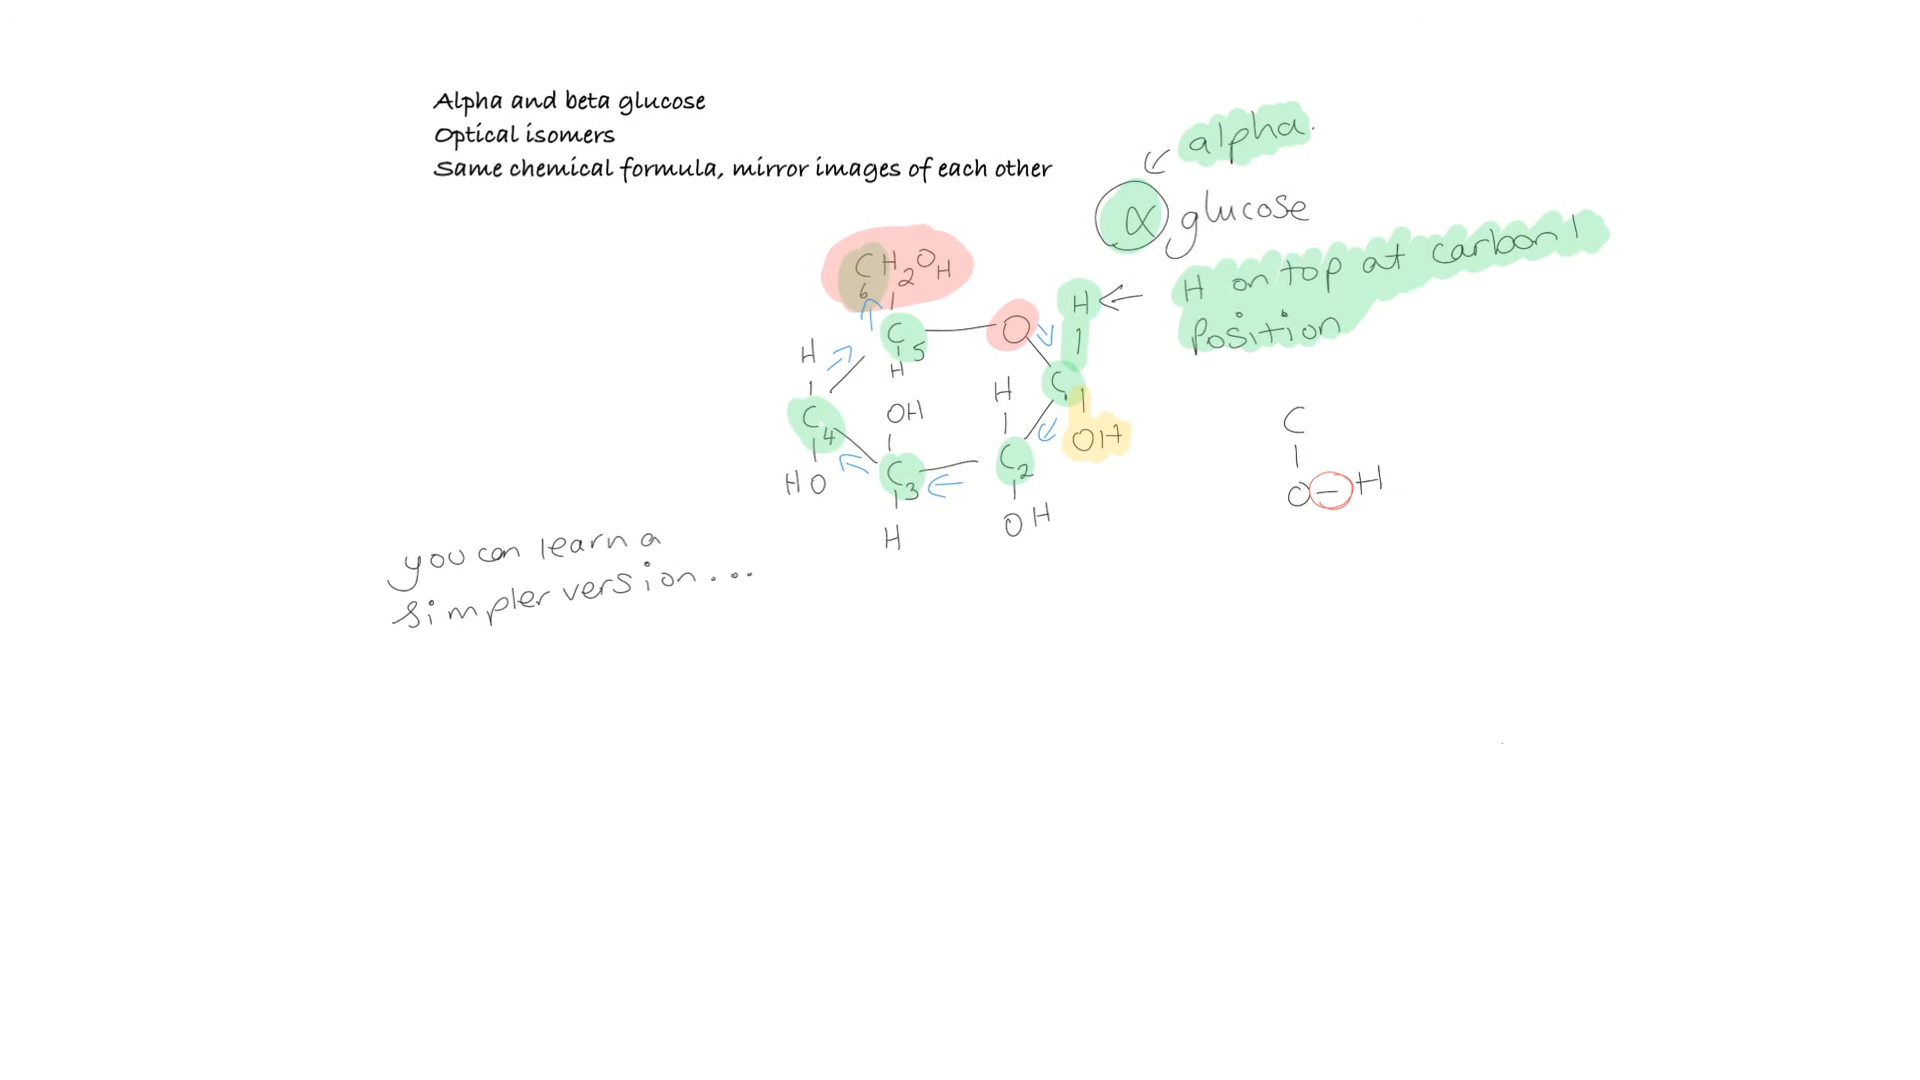 Alpha and beta glucose
Optical isomers
Same chemical formula, mirror images of each other
alpha.
α glucose
H on top at carbon 1
Position
CH2OH
6
H
C5
O
H
H
C1
OH
C4
HO
OH
C3
H
H
C2
OH
C
O-H
you can learn a
simpler version...